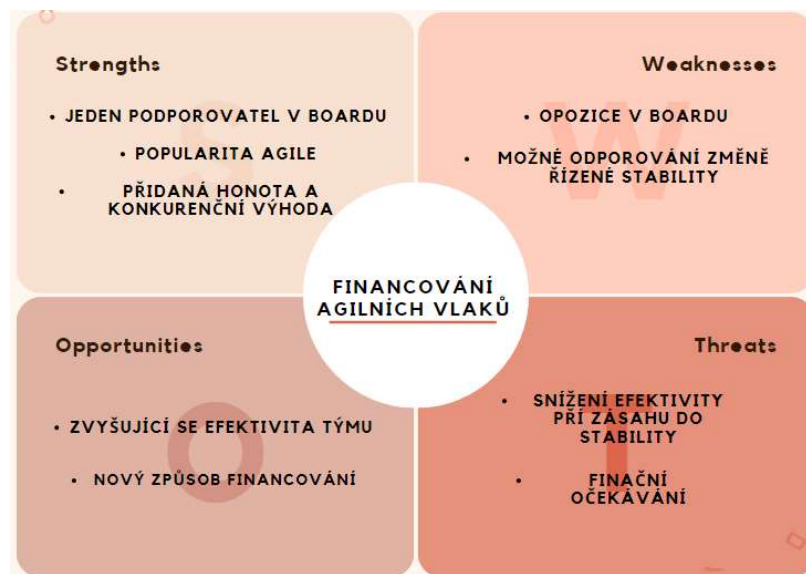 Strengths
• JEDEN PODPOROVATEL V BOARDU
• POPULARITA AGILE
• PŘIDANÁ HONOTA A
KONKURENČNÍ VÝHODA
S
Weaknesses
• OPOZICE V BOARDU
• MOŽNÉ ODPOROVÁNÍ ZMĚNĚ
ŘÍZENÉ STABILITY
W
FINANCOVÁNÍ
AGILNÍCH VLAKŮ
Opportunities
• ZVYŠUJÍCÍ SE EFEKTIVITA TÝMU
• NOVÝ ZPŮSOB FINANCOVÁNÍ
O
Threats
• SNÍŽENÍ EFEKTIVITY
PŘÍ ZÁSAHU DO
STABILITY
• FINAČNÍ
OČEKÁVÁNÍ
T